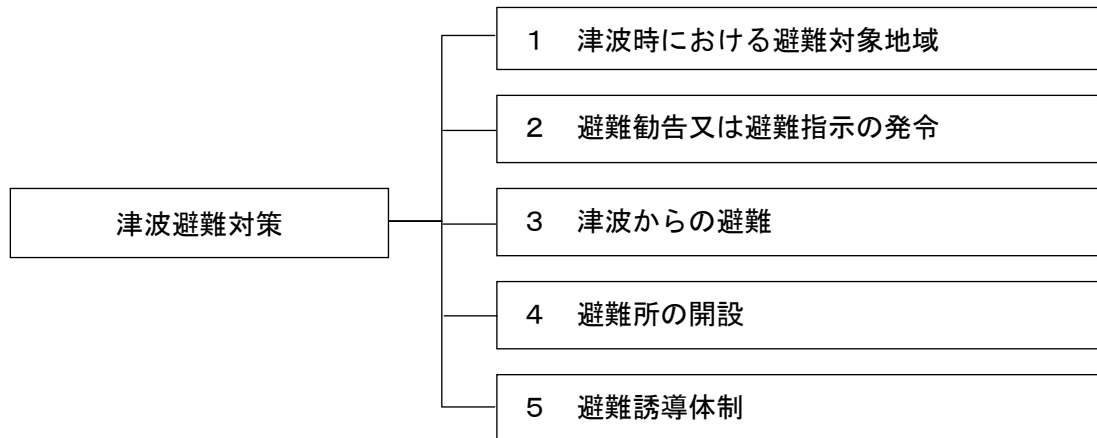 1 津波時における避難対象地域
2 避難勧告又は避難指示の発令
津波避難対策
3 津波からの避難
4 避難所の開設
5 避難誘導体制